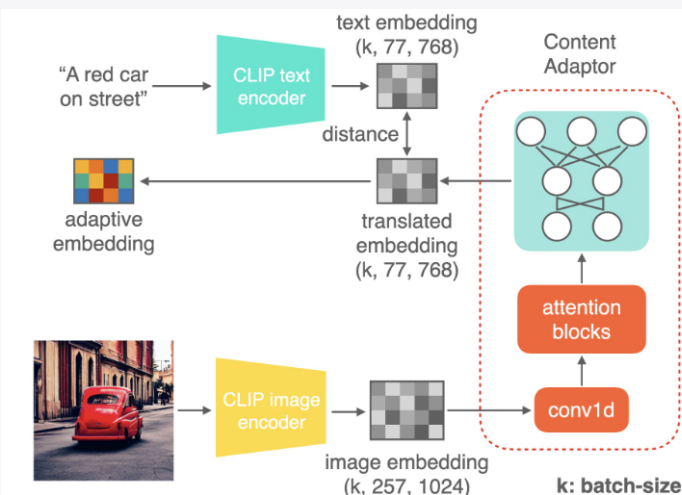 text embedding
(k, 77, 768)
Content
Adaptor
“A red car
on street”
CLIP text
encoder
distance
adaptive
embedding
translated
embedding
(k, 77, 768)
attention
blocks
CLIP image
encoder
conv1d
image embedding
(k, 257, 1024)
k: batch-size